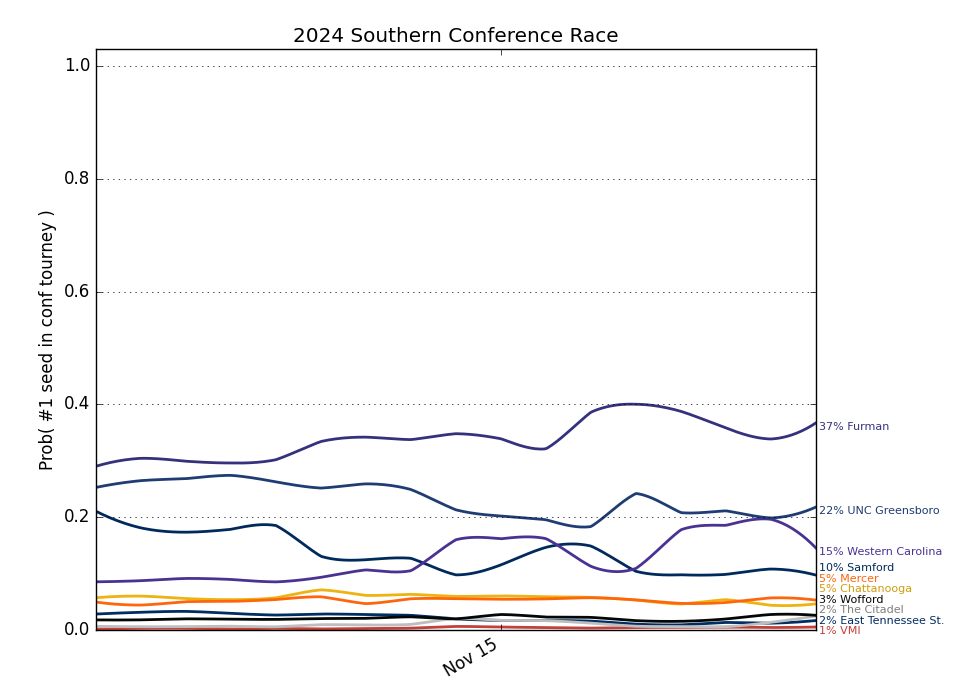 2024 Southern Conference Race
Prob( #1 seed in conf tourney )
1.0
0.8
0.6
0.4
0.2
0.0
Nov 15
37% Furman
22% UNC Greensboro
15% Western Carolina
10% Samford
5% Mercer
5% Chattanooga
3% Wofford
2% The Citadel
2% East Tennessee St.
1% VMI